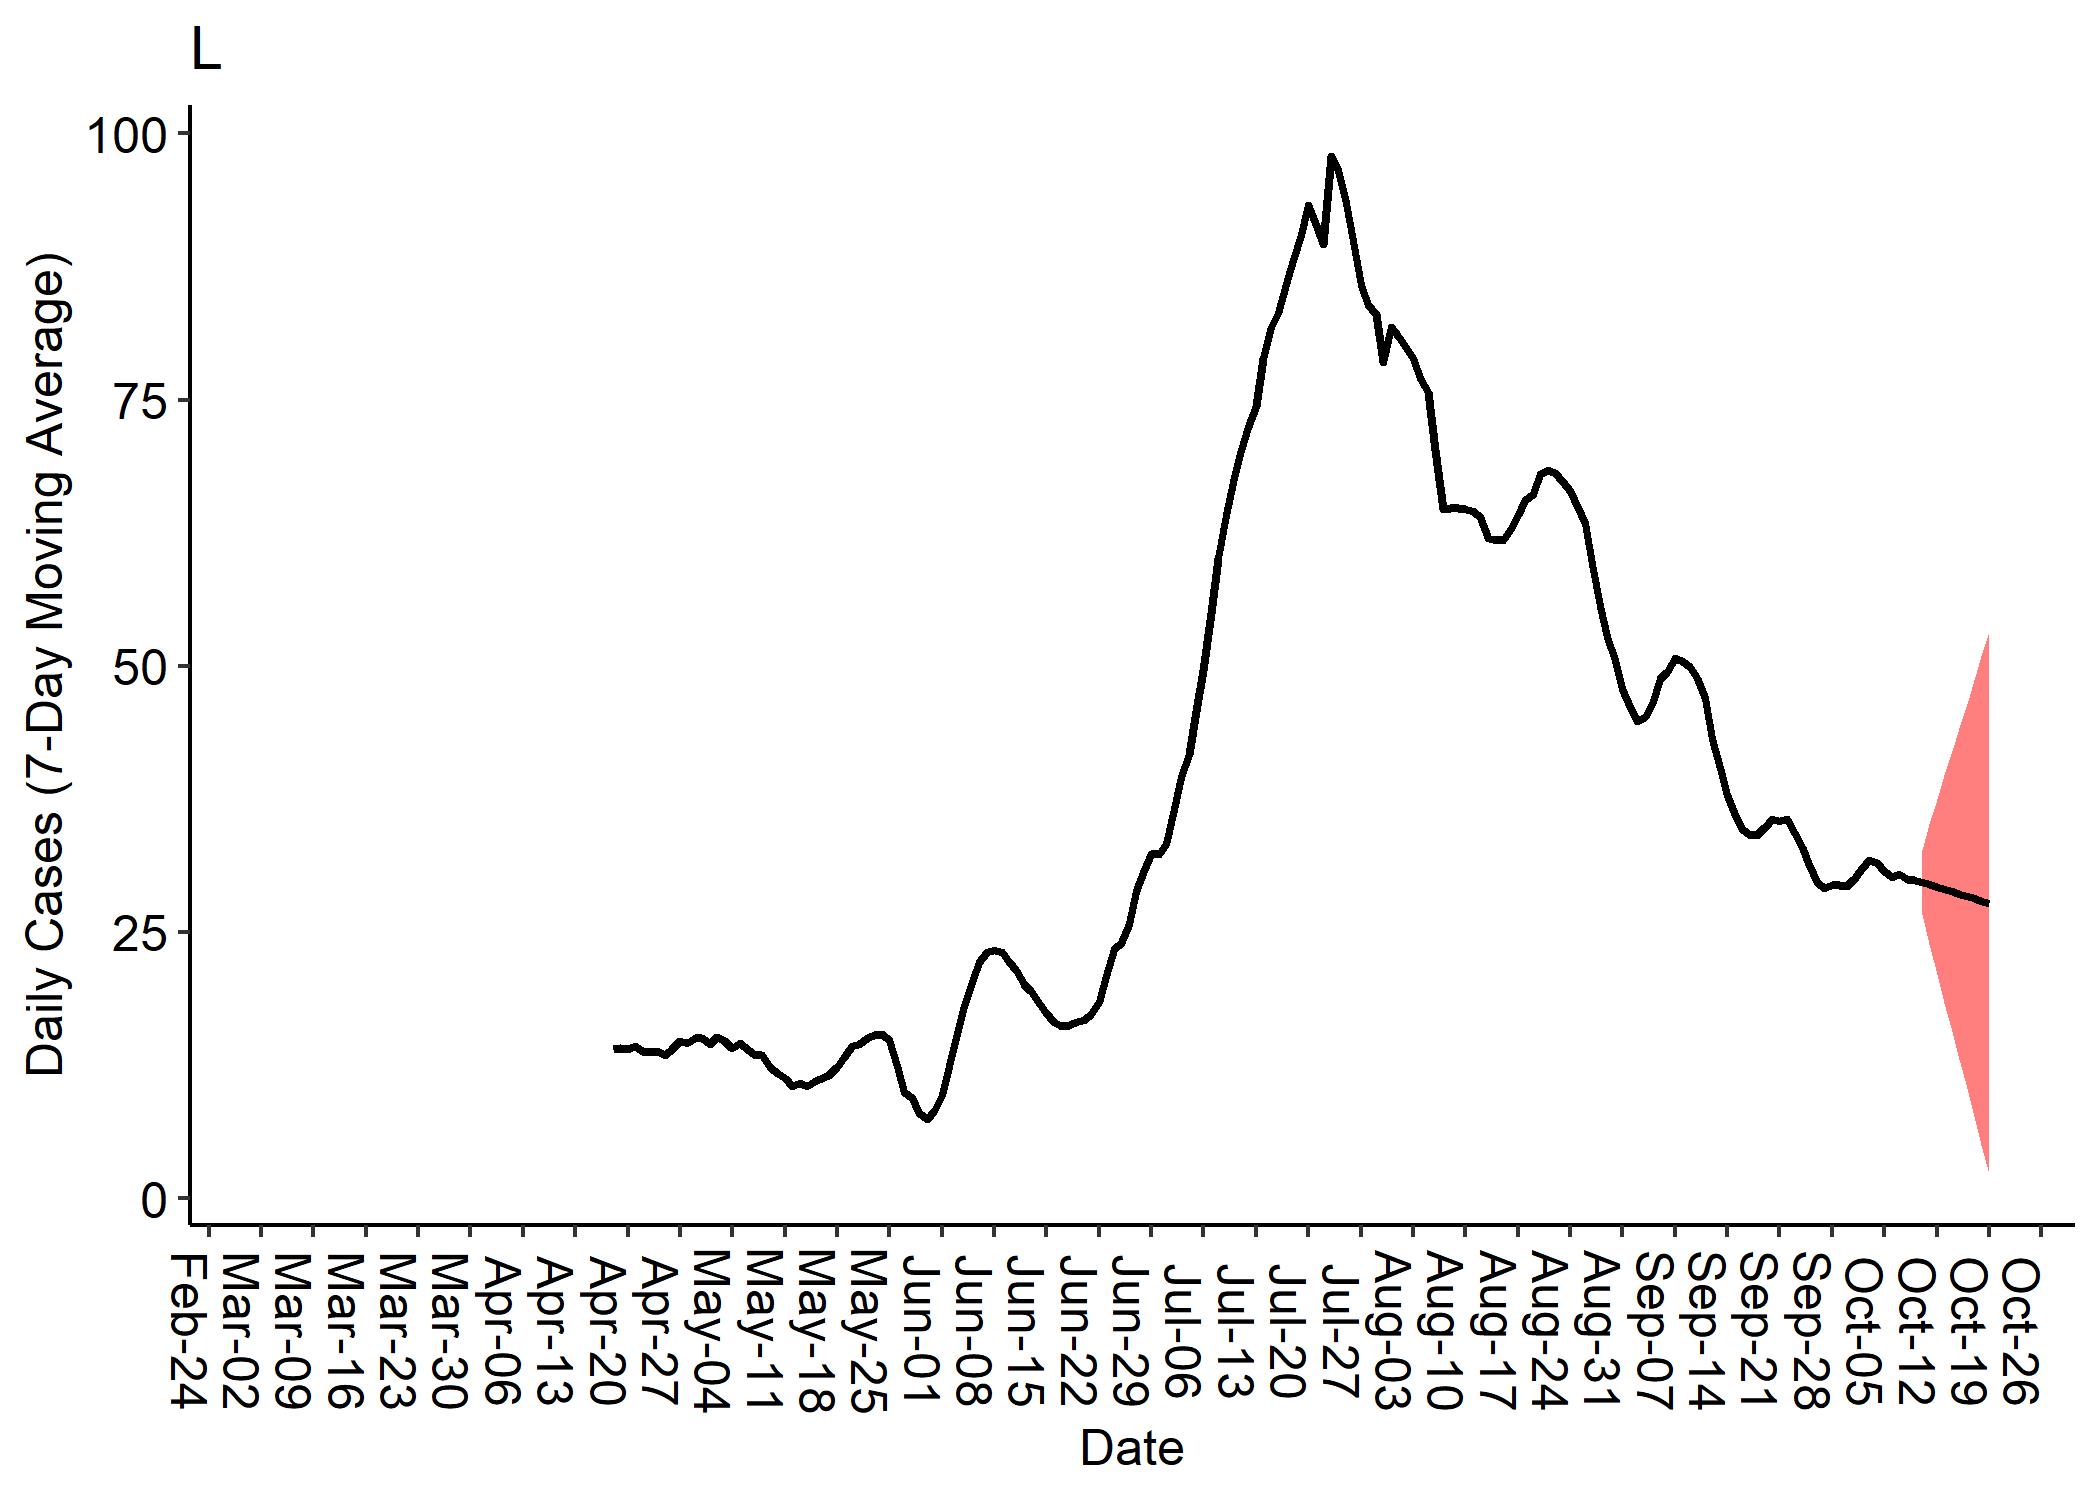 L
Daily Cases (7-Day Moving Average)
100
75
50
25
0
Feb-24
Mar-02
Mar-09
Mar-16
Mar-23
Mar-30
Apr-06
Apr-13
Apr-20
Apr-27
May-04
May-11
May-18
May-25
Jun-01
Jun-08
Jun-15
Jun-22
Jun-29
Jul-06
Jul-13
Jul-20
Jul-27
Aug-03
Aug-10
Aug-17
Aug-24
Aug-31
Sep-07
Sep-14
Sep-21
Sep-28
Oct-05
Oct-12
Oct-19
Oct-26
Date